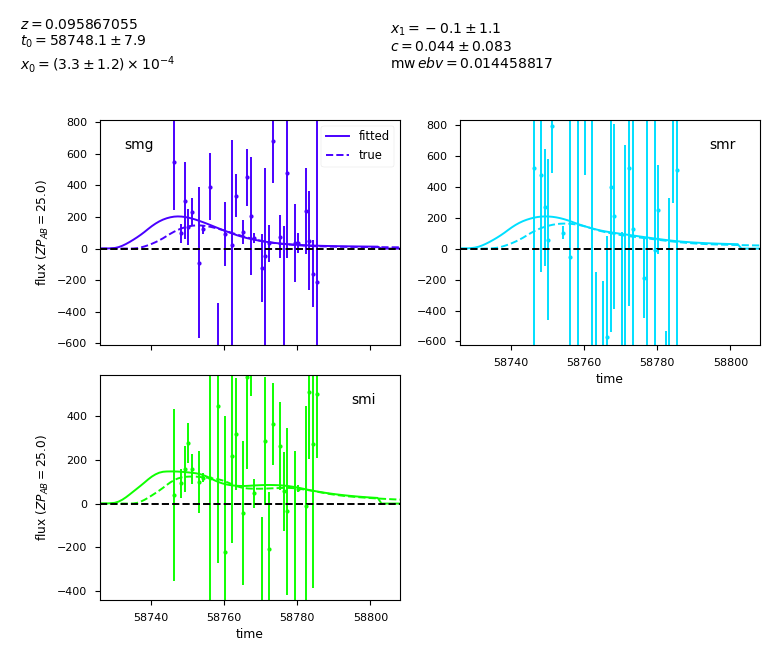 z = 0.095867055
t₀ = 58748.1 ± 7.9
x₀ = (3.3 ± 1.2) × 10⁻⁴
x₁ = −0.1 ± 1.1
c = 0.044 ± 0.083
mw ebv = 0.014458817
smg
fitted
true
800
600
400
200
0
−200
−400
−600
flux (ZP_AB = 25.0)
smr
800
600
400
200
0
−200
−400
−600
58740 58760 58780 58800
time
smi
400
200
0
−200
−400
flux (ZP_AB = 25.0)
58740 58760 58780 58800
time